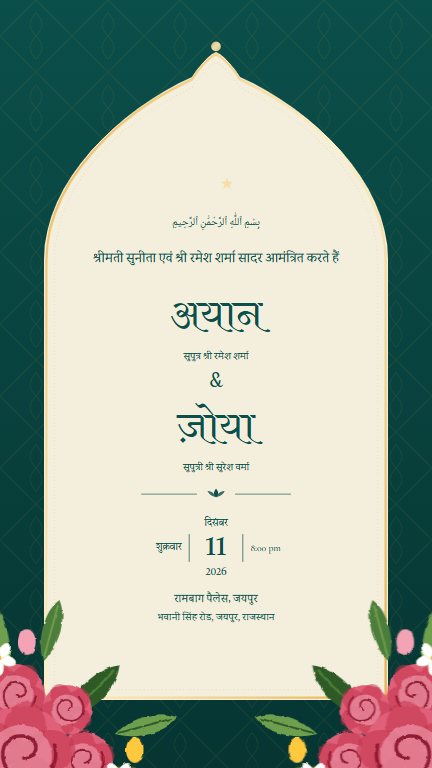 بِسْمِ اللَّهِ الرَّحْمَٰنِ الرَّحِيمِ
श्रीमती सुनीता एवं श्री रमेश शर्मा सादर आमंत्रित करते हैं
अयान
सुपुत्र श्री रमेश शर्मा
&
ज़ोया
सुपुत्री श्री सुरेश वर्मा
दिसंबर
शुक्रवार 11 8:00 pm
2026
रामबाग पैलेस, जयपुर
भवानी सिंह रोड, जयपुर, राजस्थान